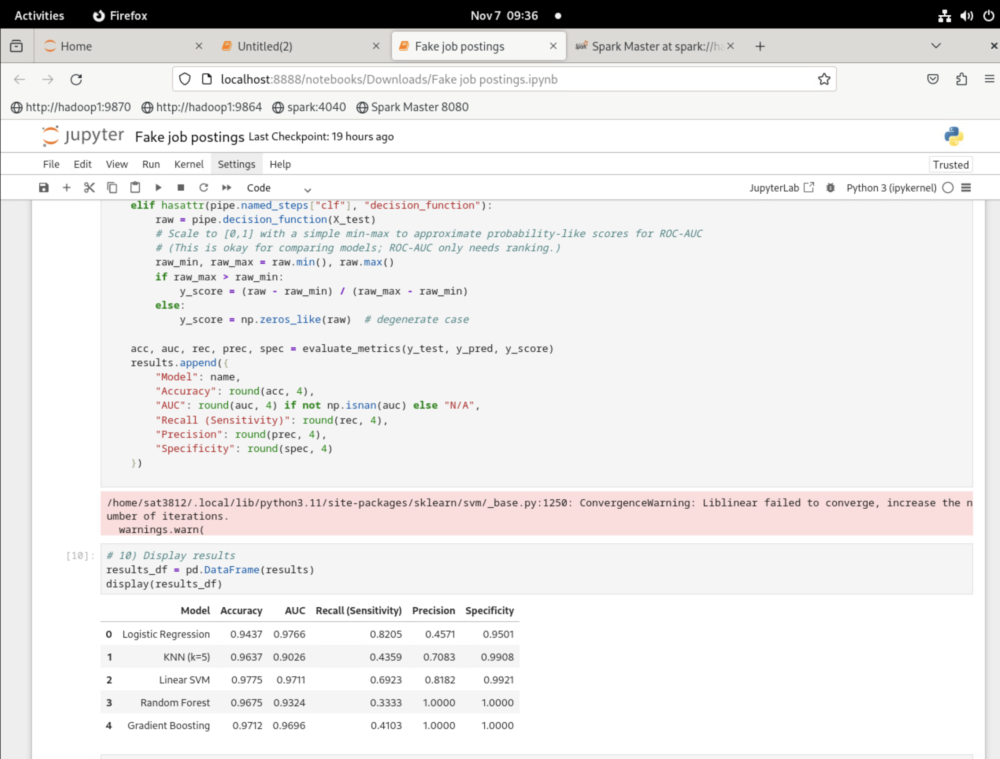 Activities Firefox Nov 7 09:36
Home Untitled(2) Fake job postings Spark Master at spark://ha
localhost:8888/notebooks/Downloads/Fake job postings.ipynb
http://hadoop1:9870 http://hadoop1:9864 spark:4040 Spark Master 8080
jupyter Fake job postings Last Checkpoint: 19 hours ago
File Edit View Run Kernel Settings Help Trusted
Code JupyterLab Python 3 (ipykernel)
elif hasattr(pipe.named_steps["clf"], "decision_function"):
raw = pipe.decision_function(X_test)
# Scale to [0,1] with a simple min-max to approximate probability-like scores for ROC-AUC
# (This is okay for comparing models; ROC-AUC only needs ranking.)
raw_min, raw_max = raw.min(), raw.max()
if raw_max > raw_min:
y_score = (raw - raw_min) / (raw_max - raw_min)
else:
y_score = np.zeros_like(raw)  # degenerate case
acc, auc, rec, prec, spec = evaluate_metrics(y_test, y_pred, y_score)
results.append({
"Model": name,
"Accuracy": round(acc, 4),
"AUC": round(auc, 4) if not np.isnan(auc) else "N/A",
"Recall (Sensitivity)": round(rec, 4),
"Precision": round(prec, 4),
"Specificity": round(spec, 4)
})
/home/sat3812/.local/lib/python3.11/site-packages/sklearn/svm/_base.py:1250: ConvergenceWarning: Liblinear failed to converge, increase the n
umber of iterations.
warnings.warn(
[10]: # 10) Display results
results_df = pd.DataFrame(results)
display(results_df)
Model Accuracy AUC Recall (Sensitivity) Precision Specificity
0 Logistic Regression 0.9437 0.9766 0.8205 0.4571 0.9501
1 KNN (k=5) 0.9637 0.9026 0.4359 0.7083 0.9908
2 Linear SVM 0.9775 0.9711 0.6923 0.8182 0.9921
3 Random Forest 0.9675 0.9324 0.3333 1.0000 1.0000
4 Gradient Boosting 0.9712 0.9696 0.4103 1.0000 1.0000